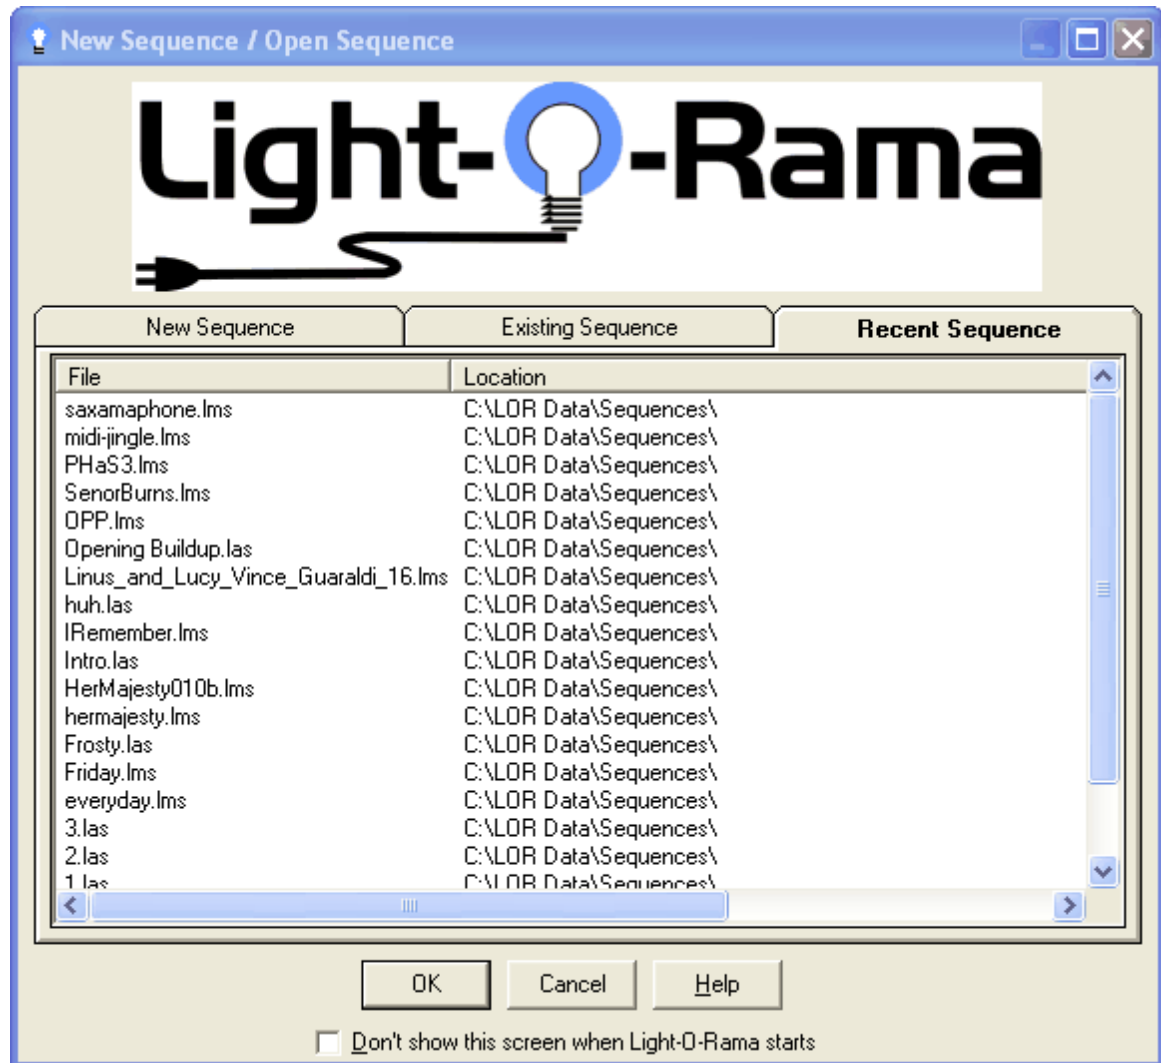 New Sequence / Open Sequence
Light-O-Rama
New Sequence Existing Sequence Recent Sequence
File Location
saxamaphone.lms C:\LOR Data\Sequences\
midi-jingle.lms C:\LOR Data\Sequences\
PHaS3.lms C:\LOR Data\Sequences\
SenorBurns.lms C:\LOR Data\Sequences\
OPP.lms C:\LOR Data\Sequences\
Opening Buildup.las C:\LOR Data\Sequences\
Linus_and_Lucy_Vince_Guaraldi_16.lms C:\LOR Data\Sequences\
huh.las C:\LOR Data\Sequences\
IRemember.lms C:\LOR Data\Sequences\
Intro.las C:\LOR Data\Sequences\
HerMajesty010b.lms C:\LOR Data\Sequences\
hermajesty.lms C:\LOR Data\Sequences\
Frosty.las C:\LOR Data\Sequences\
Friday.lms C:\LOR Data\Sequences\
everyday.lms C:\LOR Data\Sequences\
3.las C:\LOR Data\Sequences\
2.las C:\LOR Data\Sequences\
1.las C:\LOR Data\Sequences\
OK Cancel Help
Don't show this screen when Light-O-Rama starts